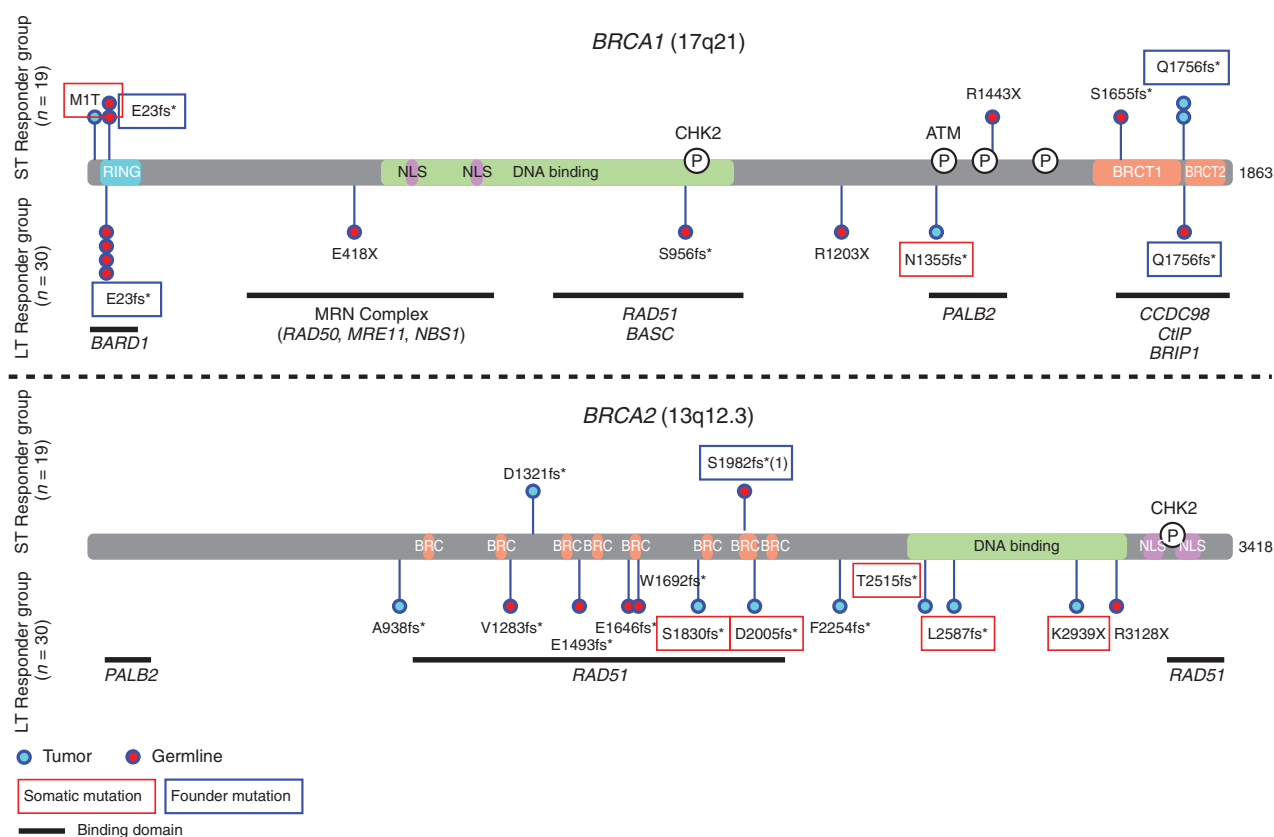 BRCA1 (17q21)
ST Responder group
(n = 19)
M1T
E23fs*
CHK2
ATM
R1443X
S1655fs*
Q1756fs*
RING
NLS
NLS
DNA binding
P
P
P
P
BRCT1
BRCT2
1863
LT Responder group
(n = 30)
E23fs*
E418X
S956fs*
R1203X
N1355fs*
Q1756fs*
BARD1
MRN Complex
(RAD50, MRE11, NBS1)
RAD51
BASC
PALB2
CCDC98
CtIP
BRIP1
BRCA2 (13q12.3)
ST Responder group
(n = 19)
D1321fs*
S1982fs*(1)
CHK2
BRC
BRC
BRC
BRC
BRC
BRC
BRC
BRC
DNA binding
NLS
P
NLS
3418
LT Responder group
(n = 30)
A938fs*
V1283fs*
E1493fs*
E1646fs*
W1692fs*
S1830fs*
D2005fs*
F2254fs*
T2515fs*
L2587fs*
K2939X
R3128X
PALB2
RAD51
RAD51
Tumor
Germline
Somatic mutation
Founder mutation
Binding domain